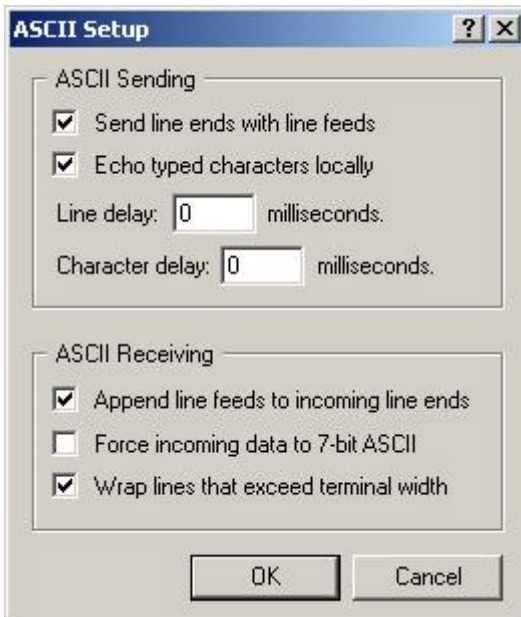 ASCII Setup
ASCII Sending
Send line ends with line feeds
Echo typed characters locally
Line delay: 0 milliseconds.
Character delay: 0 milliseconds.
ASCII Receiving
Append line feeds to incoming line ends
Force incoming data to 7-bit ASCII
Wrap lines that exceed terminal width
OK Cancel